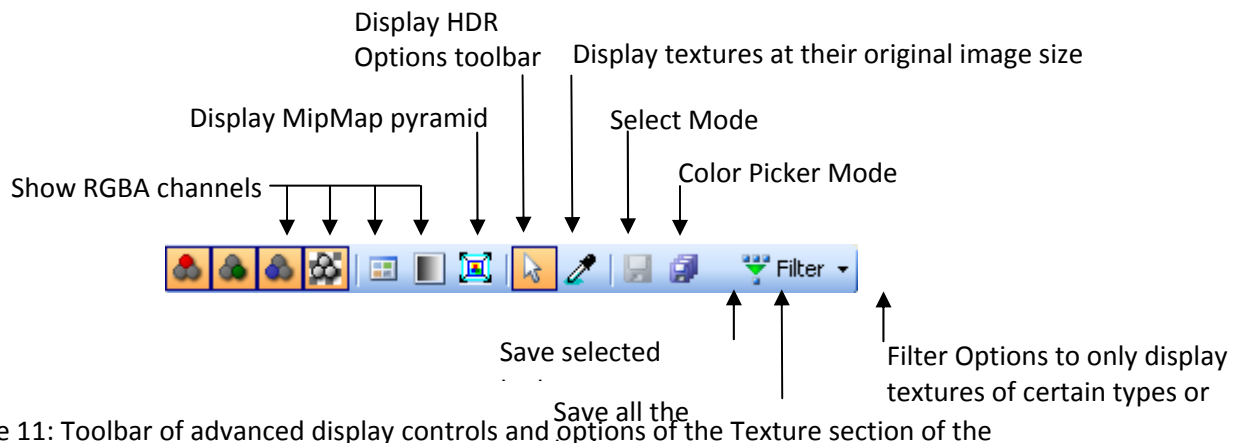 Display HDR
Options toolbar
Display textures at their original image size
Display MipMap pyramid
Select Mode
Color Picker Mode
Show RGBA channels
Filter
Save selected
Save all the
Filter Options to only display
textures of certain types or
e 11: Toolbar of advanced display controls and options of the Texture section of the